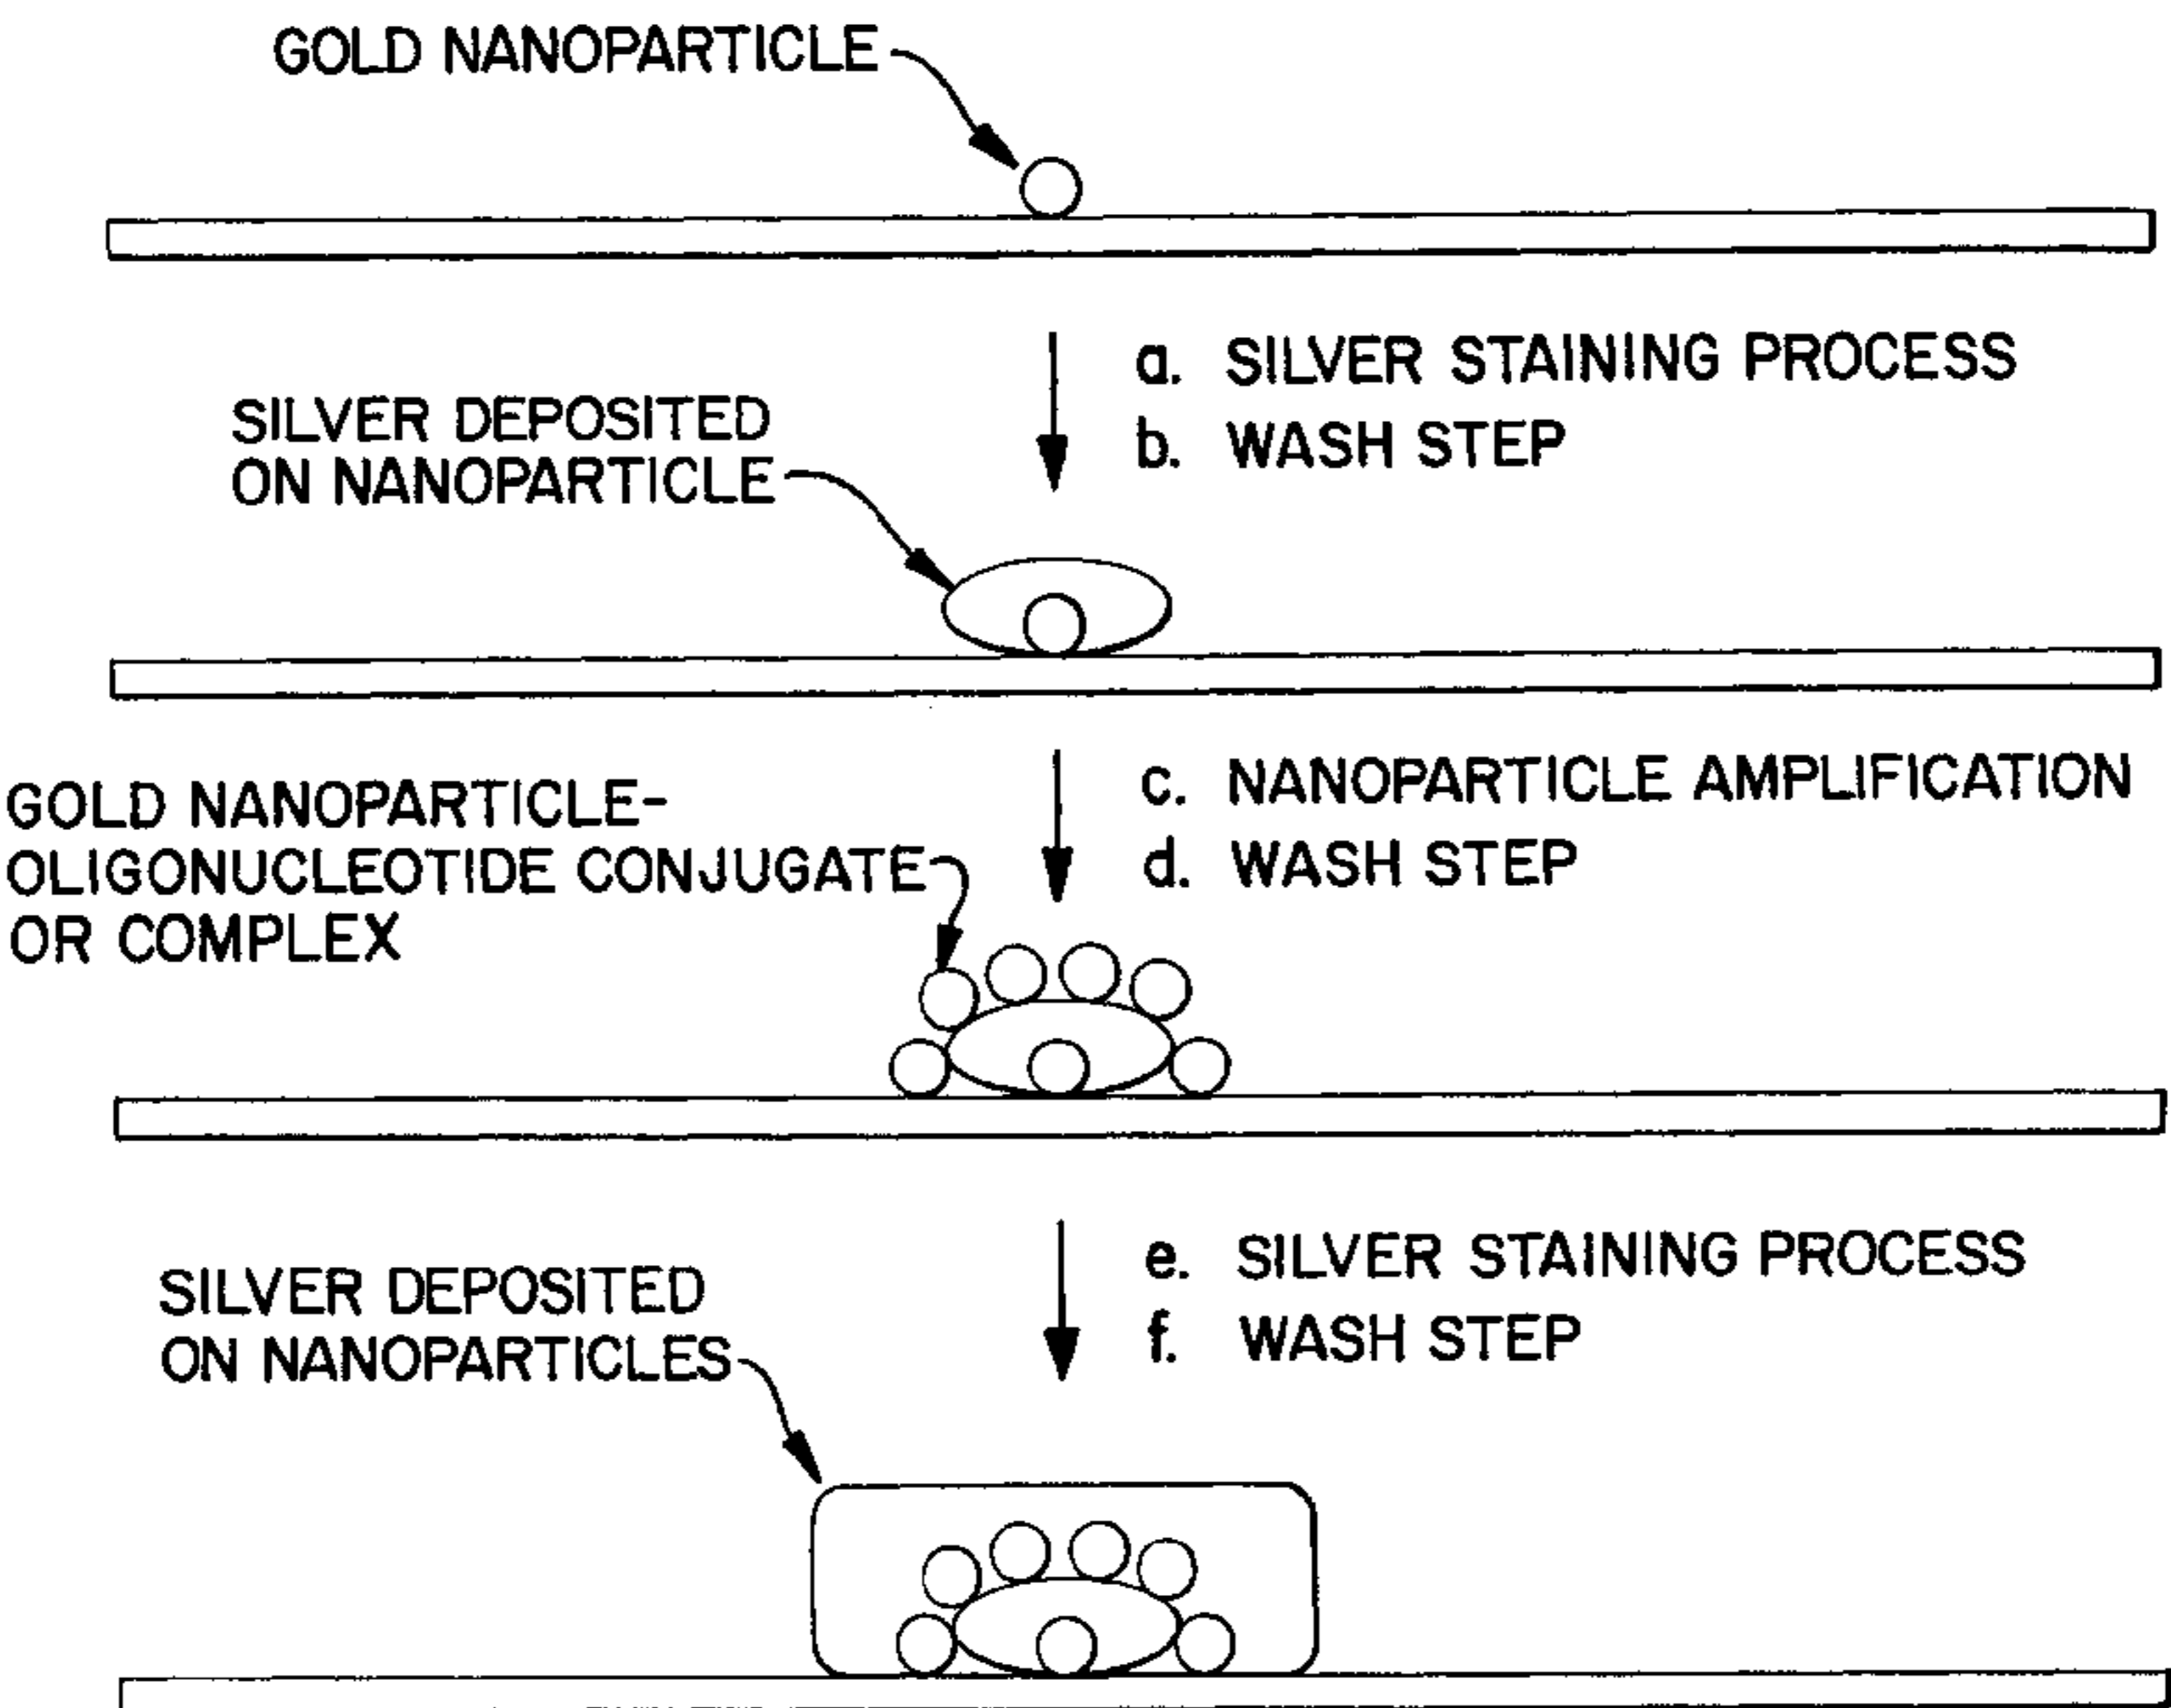 GOLD NANOPARTICLE
a. SILVER STAINING PROCESS
b. WASH STEP
SILVER DEPOSITED
ON NANOPARTICLE
c. NANOPARTICLE AMPLIFICATION
d. WASH STEP
GOLD NANOPARTICLE-
OLIGONUCLEOTIDE CONJUGATE
OR COMPLEX
e. SILVER STAINING PROCESS
f. WASH STEP
SILVER DEPOSITED
ON NANOPARTICLES